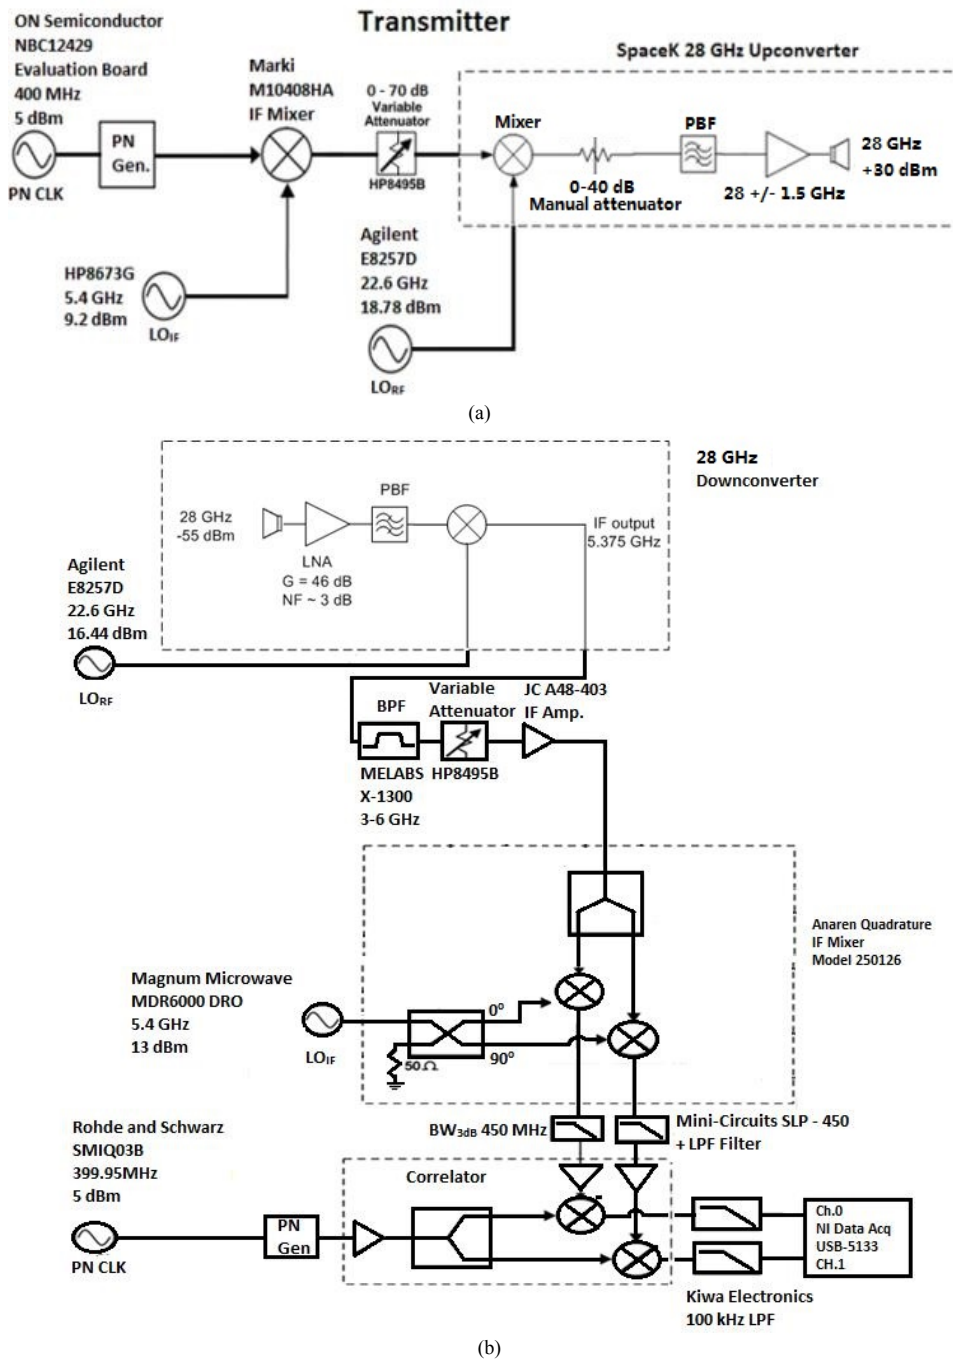 Transmitter
ON Semiconductor
NBC12429
Evaluation Board
400 MHz
5 dBm
PN CLK
PN
Gen.
Marki
M10408HA
IF Mixer
0 - 70 dB
Variable
Attenuator
HP8495B
HP8673G
5.4 GHz
9.2 dBm
LOIF
Agilent
E8257D
22.6 GHz
18.78 dBm
LORF
SpaceK 28 GHz Upconverter
Mixer
0-40 dB
Manual attenuator
PBF
28 +/- 1.5 GHz
28 GHz
+30 dBm
(a)
28 GHz
Downconverter
28 GHz
-55 dBm
LNA
G = 46 dB
NF ~ 3 dB
PBF
IF output
5.375 GHz
Agilent
E8257D
22.6 GHz
16.44 dBm
LORF
BPF
MELABS
X-1300
3-6 GHz
Variable
Attenuator
HP8495B
JC A48-403
IF Amp.
Anaren Quadrature
IF Mixer
Model 250126
Magnum Microwave
MDR6000 DRO
5.4 GHz
13 dBm
LOIF
0°
90°
50Ω
BW3dB 450 MHz
Mini-Circuits SLP - 450
+ LPF Filter
Rohde and Schwarz
SMIQ03B
399.95MHz
5 dBm
PN CLK
PN
Gen
Correlator
Ch.0
NI Data Acq
USB-5133
CH.1
Kiwa Electronics
100 kHz LPF
(b)